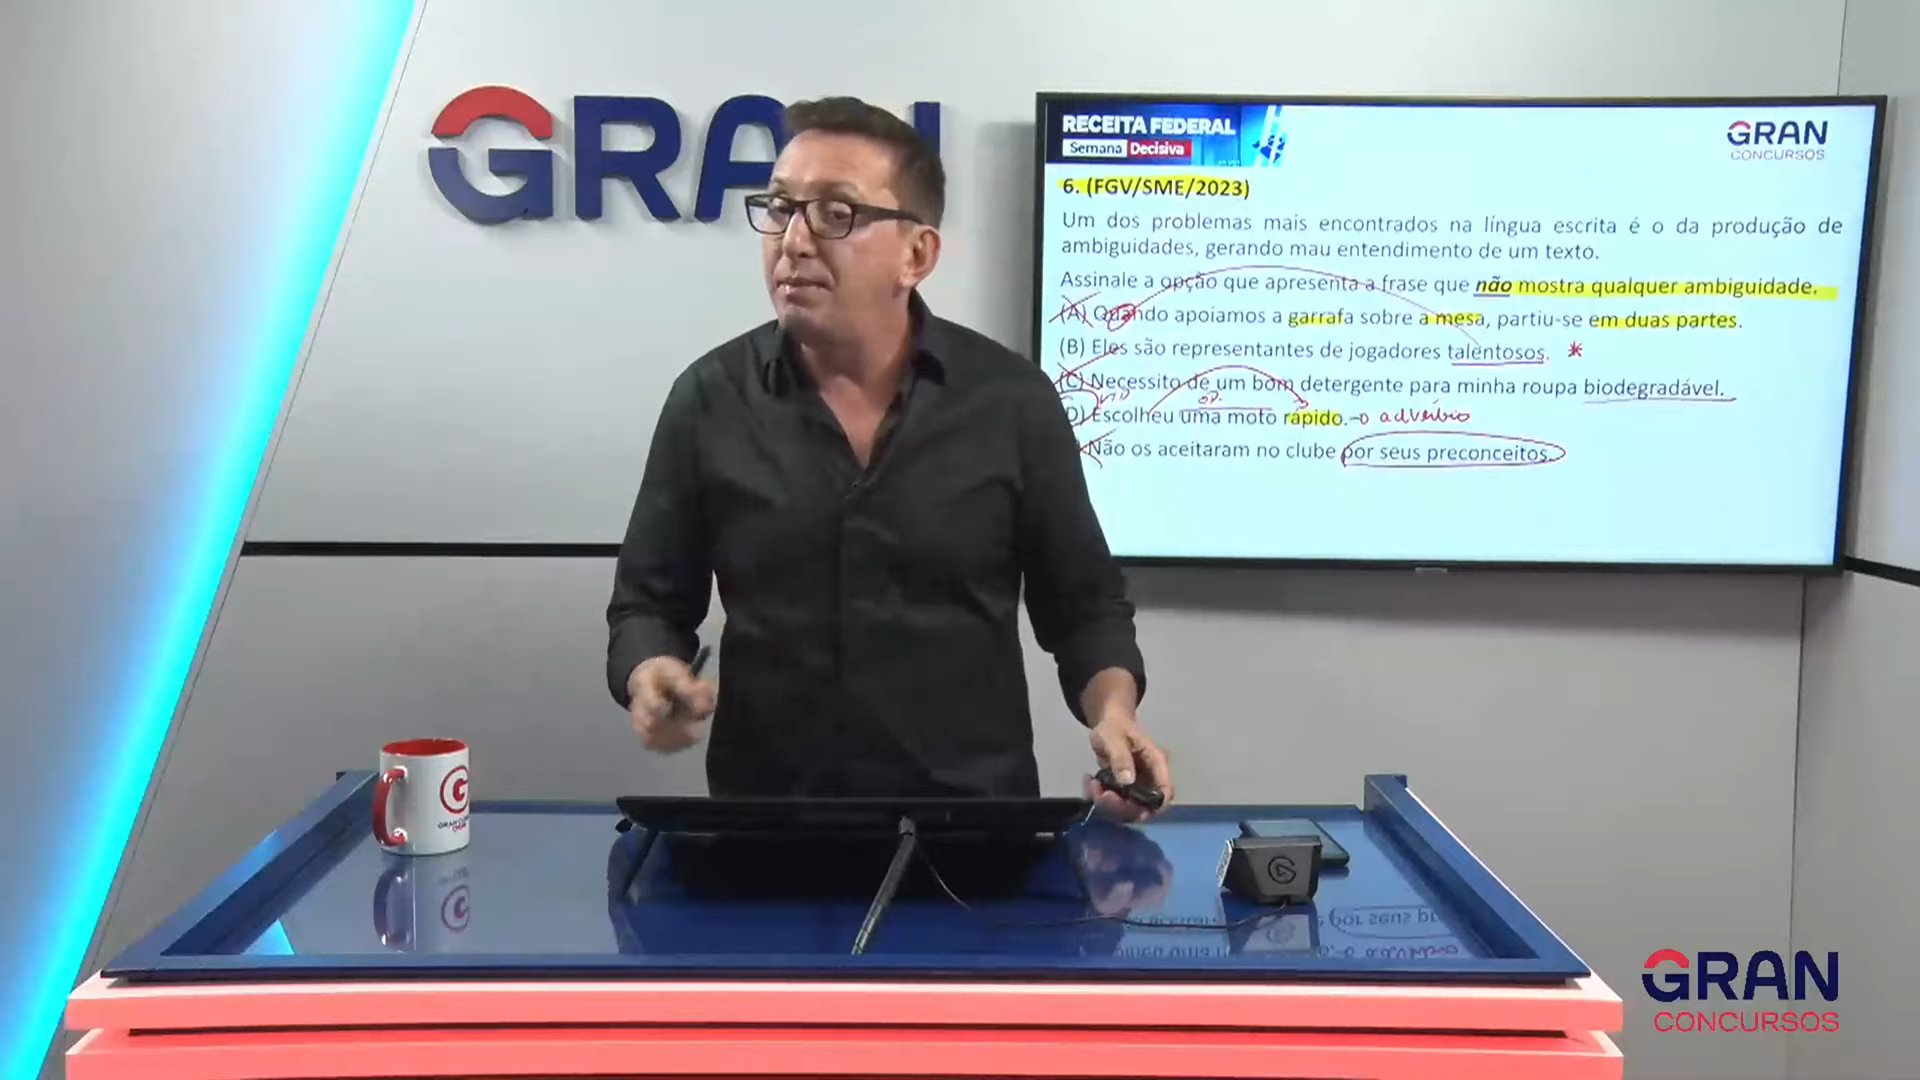 GRAN
RECEITA FEDERAL
Semana Decisiva
GRAN
CONCURSOS
6. (FGV/SME/2023)
Um dos problemas mais encontrados na língua escrita é o da produção de
ambiguidades, gerando mau entendimento de um texto.
Assinale a opção que apresenta a frase que não mostra qualquer ambiguidade.
(A) Quando apoiamos a garrafa sobre a mesa, partiu-se em duas partes.
(B) Eles são representantes de jogadores talentosos. *
(C) Necessito de um bom detergente para minha roupa biodegradável.
D) Escolheu uma moto rápido. advérbio
Não os aceitaram no clube por seus preconceitos.
G
GRAN
CONCURSOS